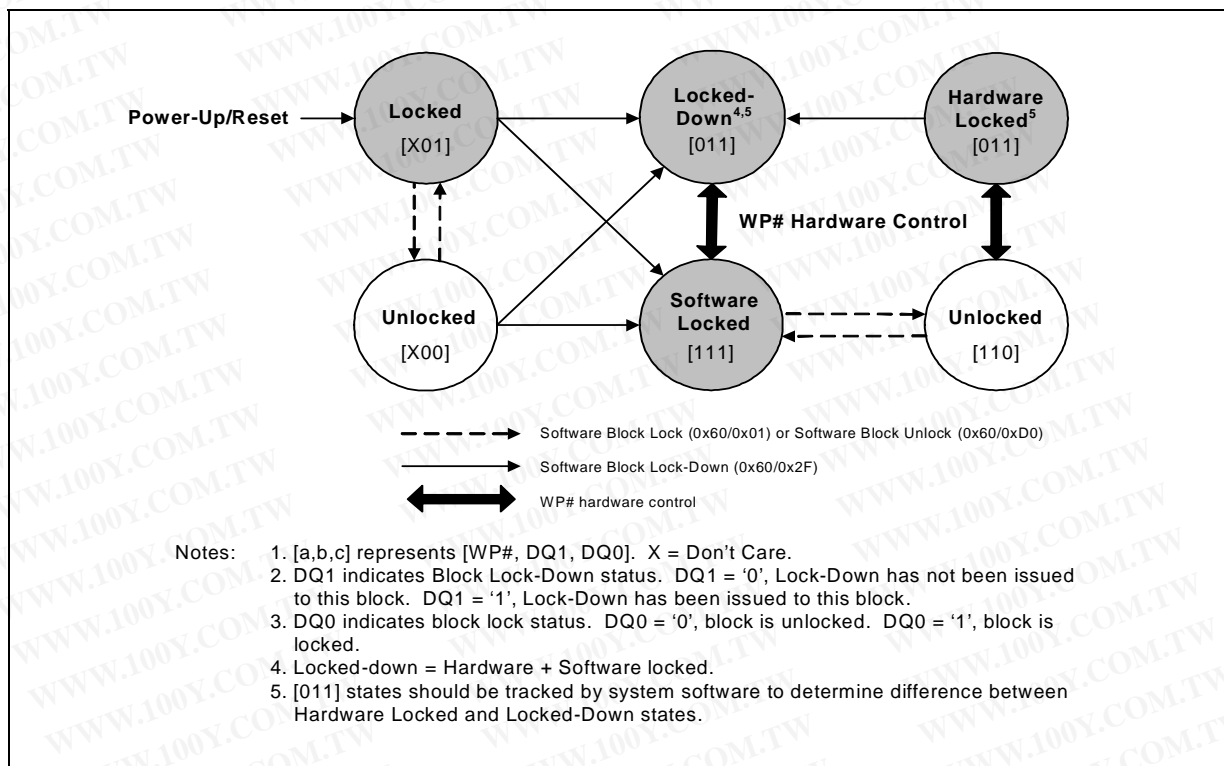 Power-Up/Reset
Locked
[X01]
Locked-
Down4,5
[011]
Hardware
Locked5
[011]
WP# Hardware Control
Unlocked
[X00]
Software
Locked
[111]
Unlocked
[110]
Software Block Lock (0x60/0x01) or Software Block Unlock (0x60/0xD0)
Software Block Lock-Down (0x60/0x2F)
WP# hardware control
Notes: 1. [a,b,c] represents [WP#, DQ1, DQ0]. X = Don't Care.
2. DQ1 indicates Block Lock-Down status. DQ1 = ‘0’, Lock-Down has not been issued
to this block. DQ1 = ‘1’, Lock-Down has been issued to this block.
3. DQ0 indicates block lock status. DQ0 = ‘0’, block is unlocked. DQ0 = ‘1’, block is
locked.
4. Locked-down = Hardware + Software locked.
5. [011] states should be tracked by system software to determine difference between
Hardware Locked and Locked-Down states.
WWW.100Y.COM.TW